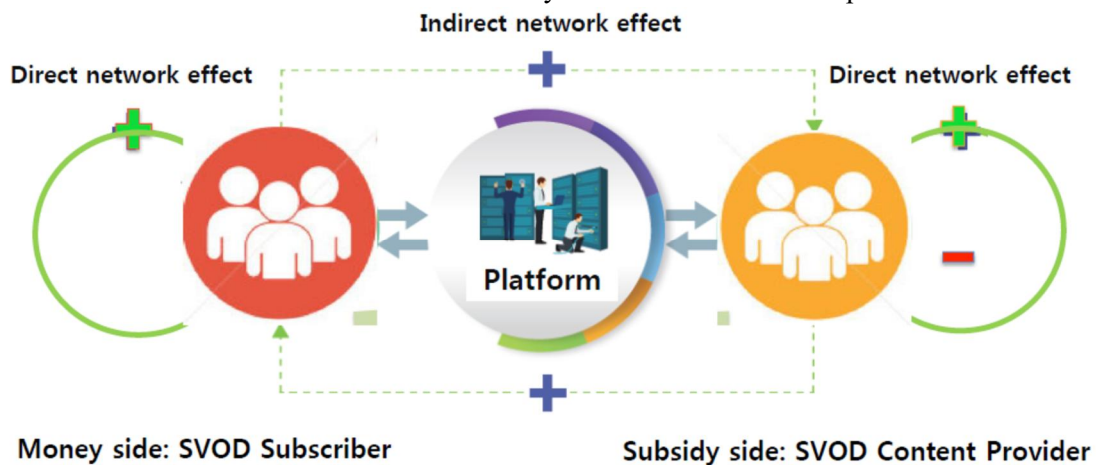 Indirect network effect
Direct network effect
Direct network effect
Platform
Money side: SVOD Subscriber
Subsidy side: SVOD Content Provider